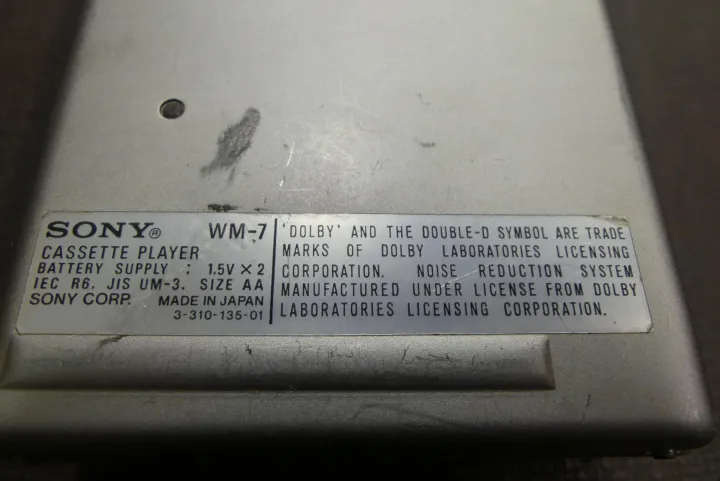 SONY® WM-7
CASSETTE PLAYER
BATTERY SUPPLY : 1.5V × 2
IEC R6, JIS UM-3, SIZE AA
SONY CORP. MADE IN JAPAN
3-310-135-01
'DOLBY' AND THE DOUBLE-D SYMBOL ARE TRADE
MARKS OF DOLBY LABORATORIES LICENSING
CORPORATION. NOISE REDUCTION SYSTEM
MANUFACTURED UNDER LICENSE FROM DOLBY
LABORATORIES LICENSING CORPORATION.